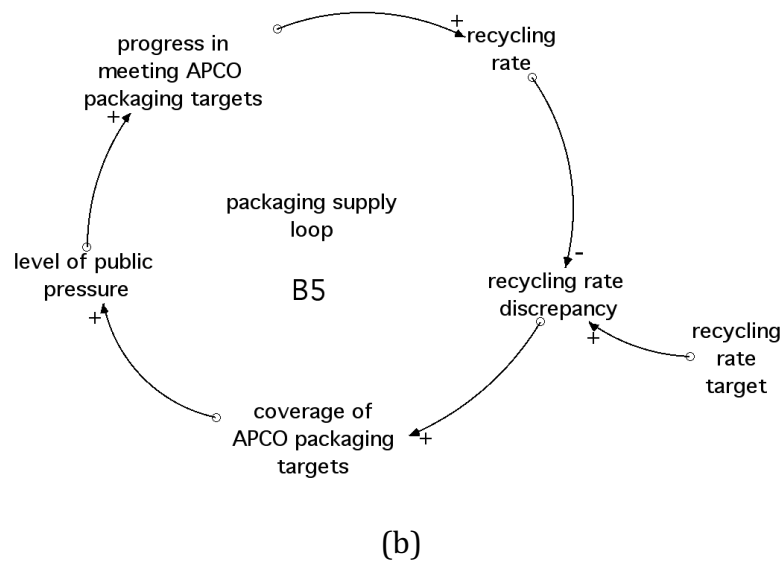 progress in
meeting APCO
packaging targets
+
+
recycling
rate
packaging supply
loop
B5
level of public
pressure
+
-
recycling rate
discrepancy
+
recycling
rate
target
coverage of
APCO packaging
targets
+
(b)